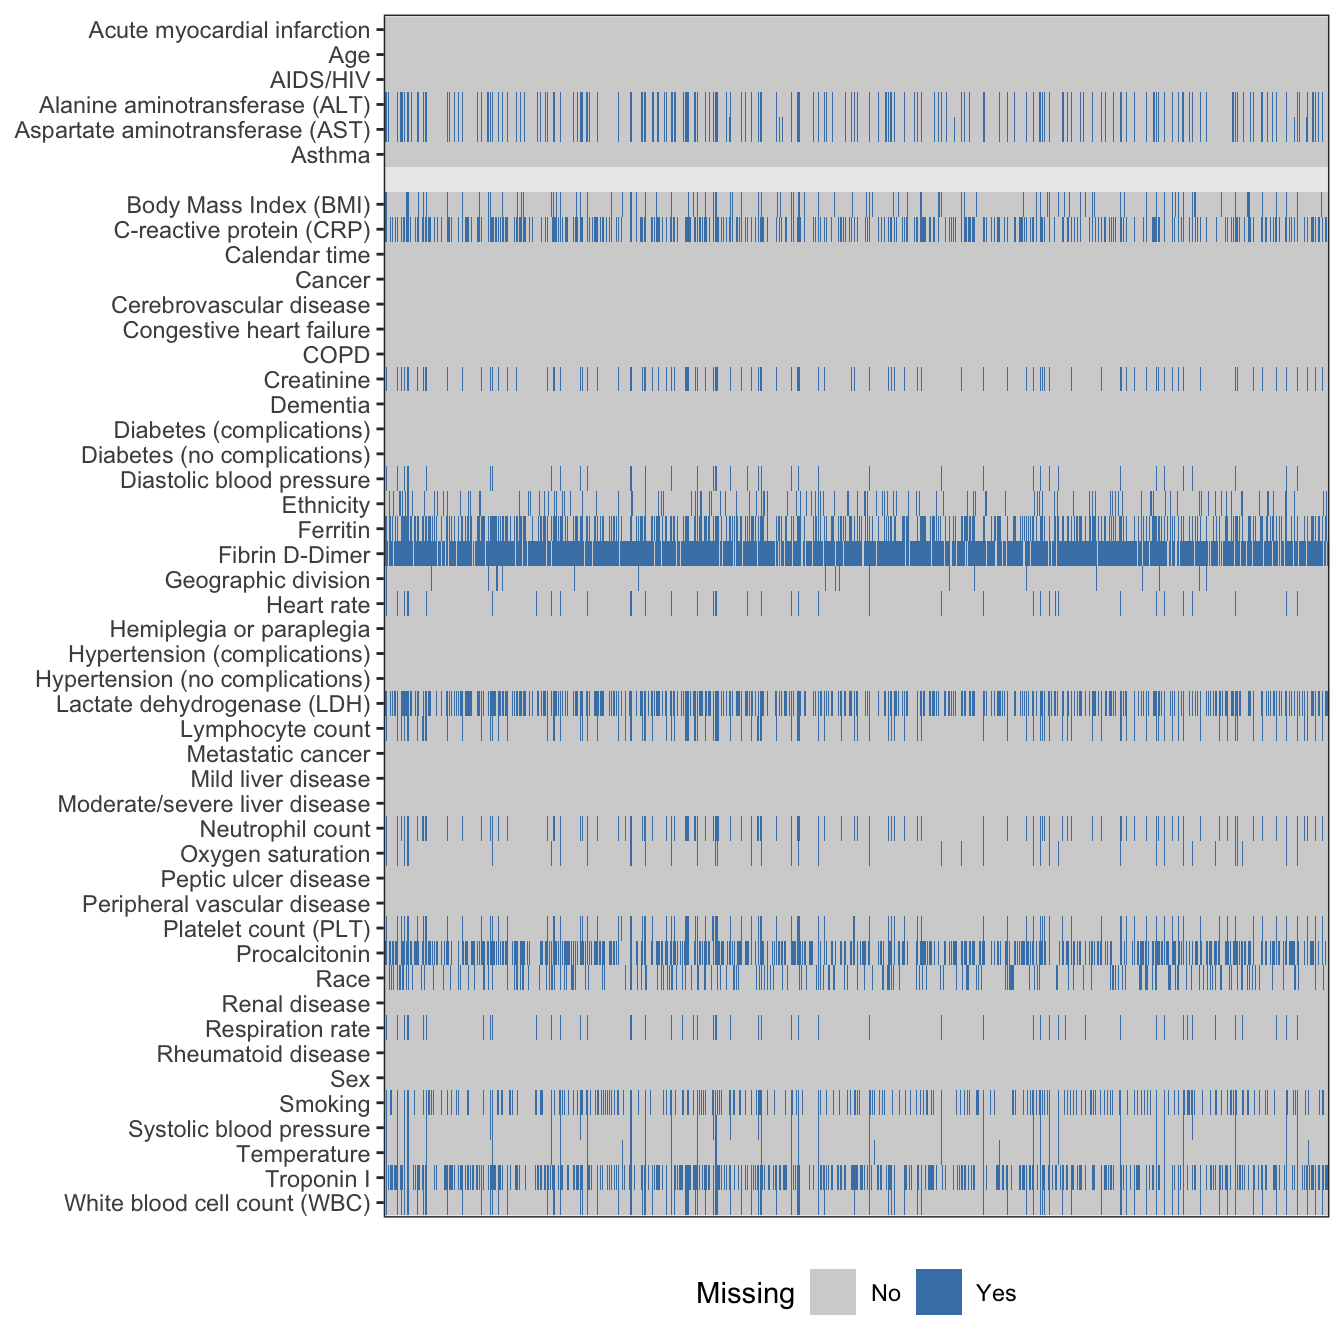 Acute myocardial infarction
Age
AIDS/HIV
Alanine aminotransferase (ALT)
Aspartate aminotransferase (AST)
Asthma
Body Mass Index (BMI)
C-reactive protein (CRP)
Calendar time
Cancer
Cerebrovascular disease
Congestive heart failure
COPD
Creatinine
Dementia
Diabetes (complications)
Diabetes (no complications)
Diastolic blood pressure
Ethnicity
Ferritin
Fibrin D-Dimer
Geographic division
Heart rate
Hemiplegia or paraplegia
Hypertension (complications)
Hypertension (no complications)
Lactate dehydrogenase (LDH)
Lymphocyte count
Metastatic cancer
Mild liver disease
Moderate/severe liver disease
Neutrophil count
Oxygen saturation
Peptic ulcer disease
Peripheral vascular disease
Platelet count (PLT)
Procalcitonin
Race
Renal disease
Respiration rate
Rheumatoid disease
Sex
Smoking
Systolic blood pressure
Temperature
Troponin I
White blood cell count (WBC)
Missing No Yes